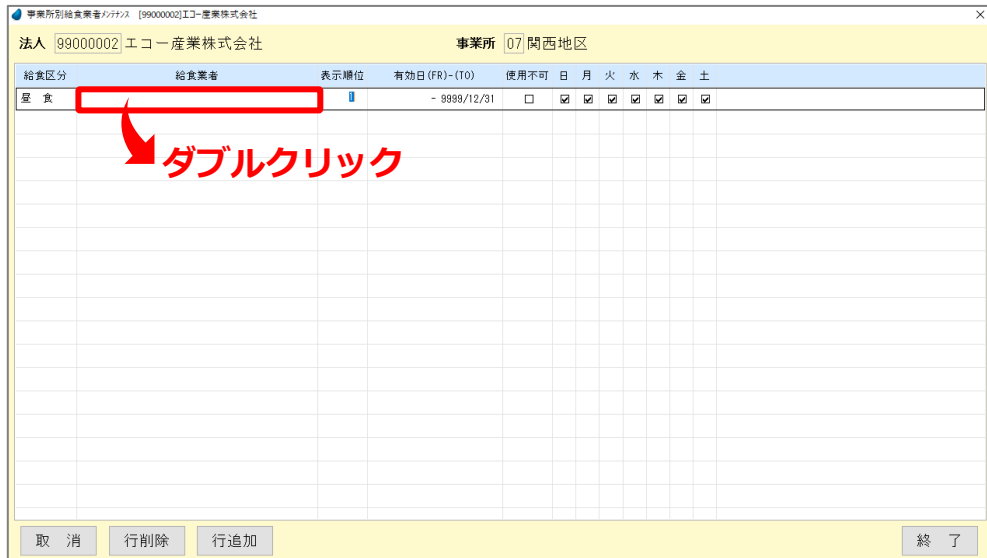 事業所別給食業者ﾒﾝﾃﾅﾝｽ [99000002]エコー産業株式会社 ×
法人 99000002 エコー産業株式会社 事業所 07 関西地区
給食区分 給食業者 表示順位 有効日(FR)-(TO) 使用不可 日 月 火 水 木 金 土
昼 食 1 - 9999/12/31
ダブルクリック
取 消 行削除 行追加 終 了